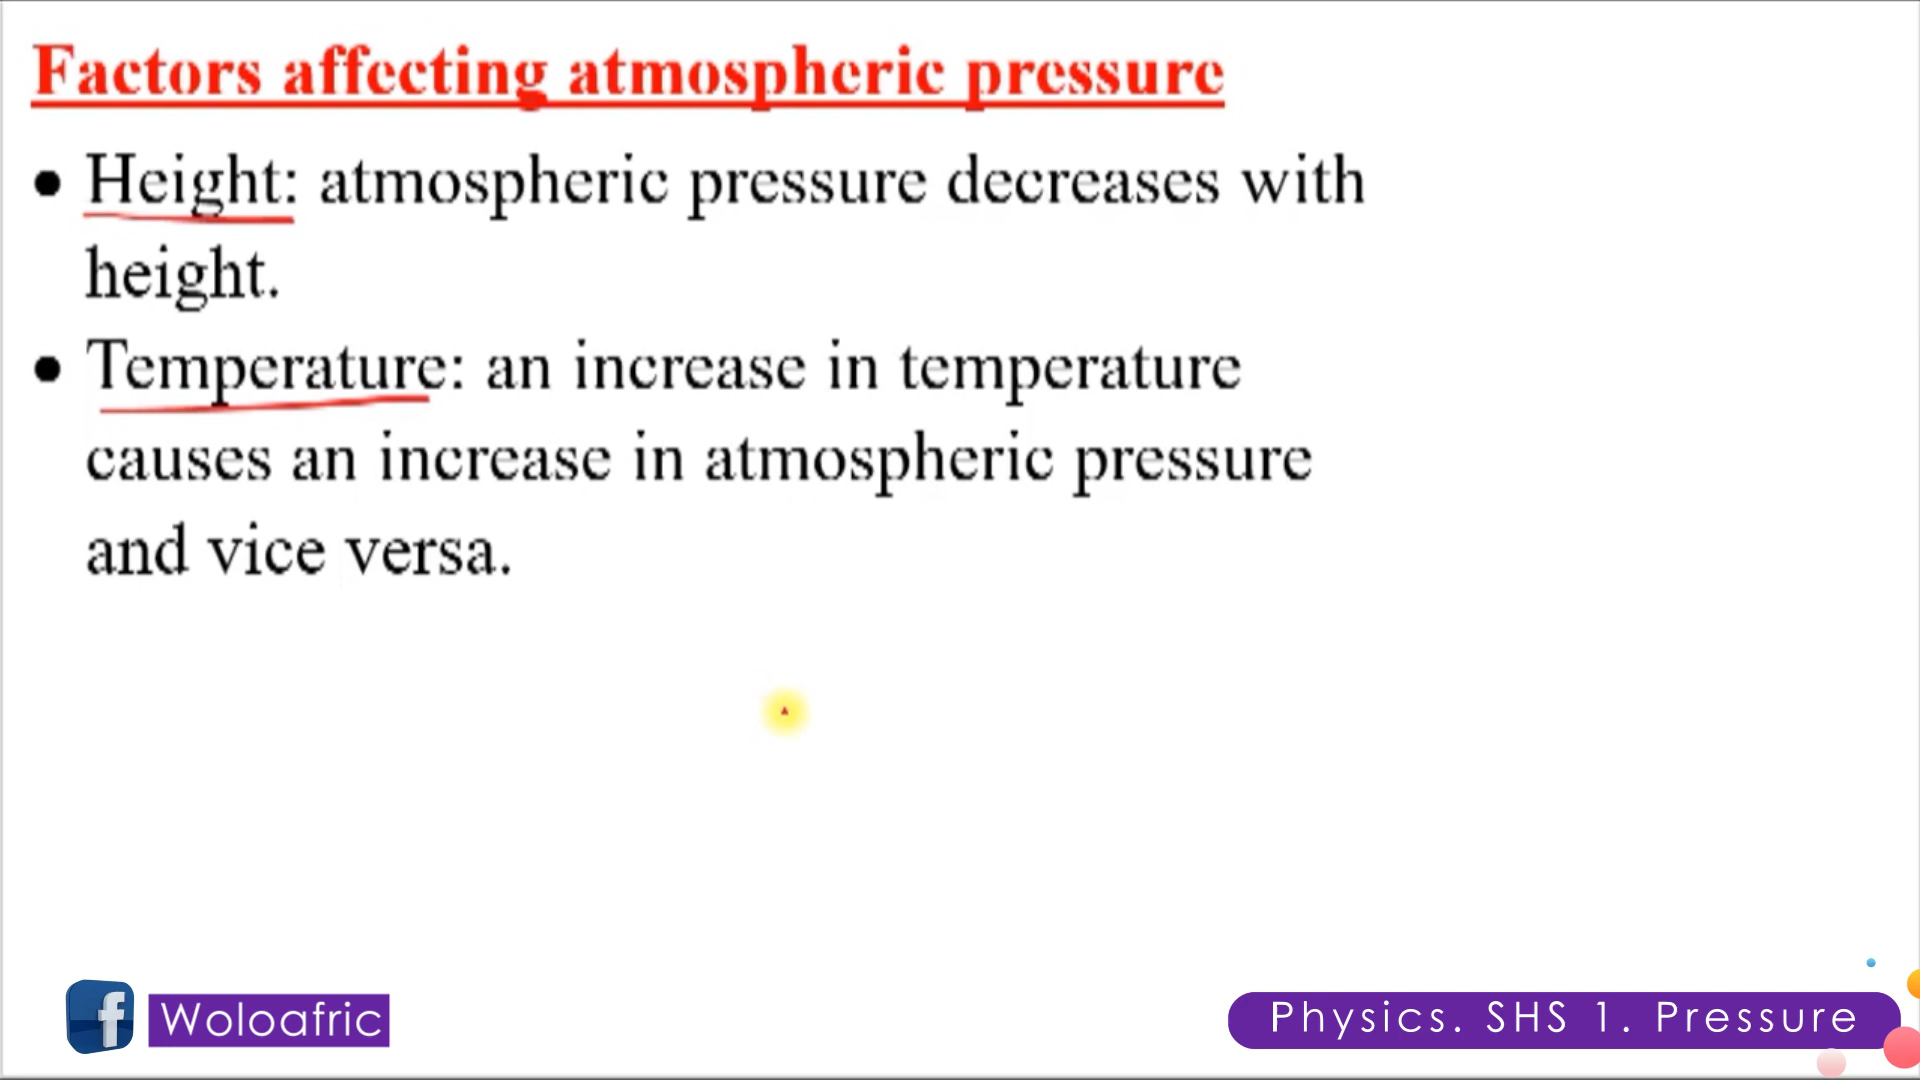 Factors affecting atmospheric pressure
• Height: atmospheric pressure decreases with
height.
• Temperature: an increase in temperature
causes an increase in atmospheric pressure
and vice versa.
f Woloafric
Physics. SHS 1. Pressure